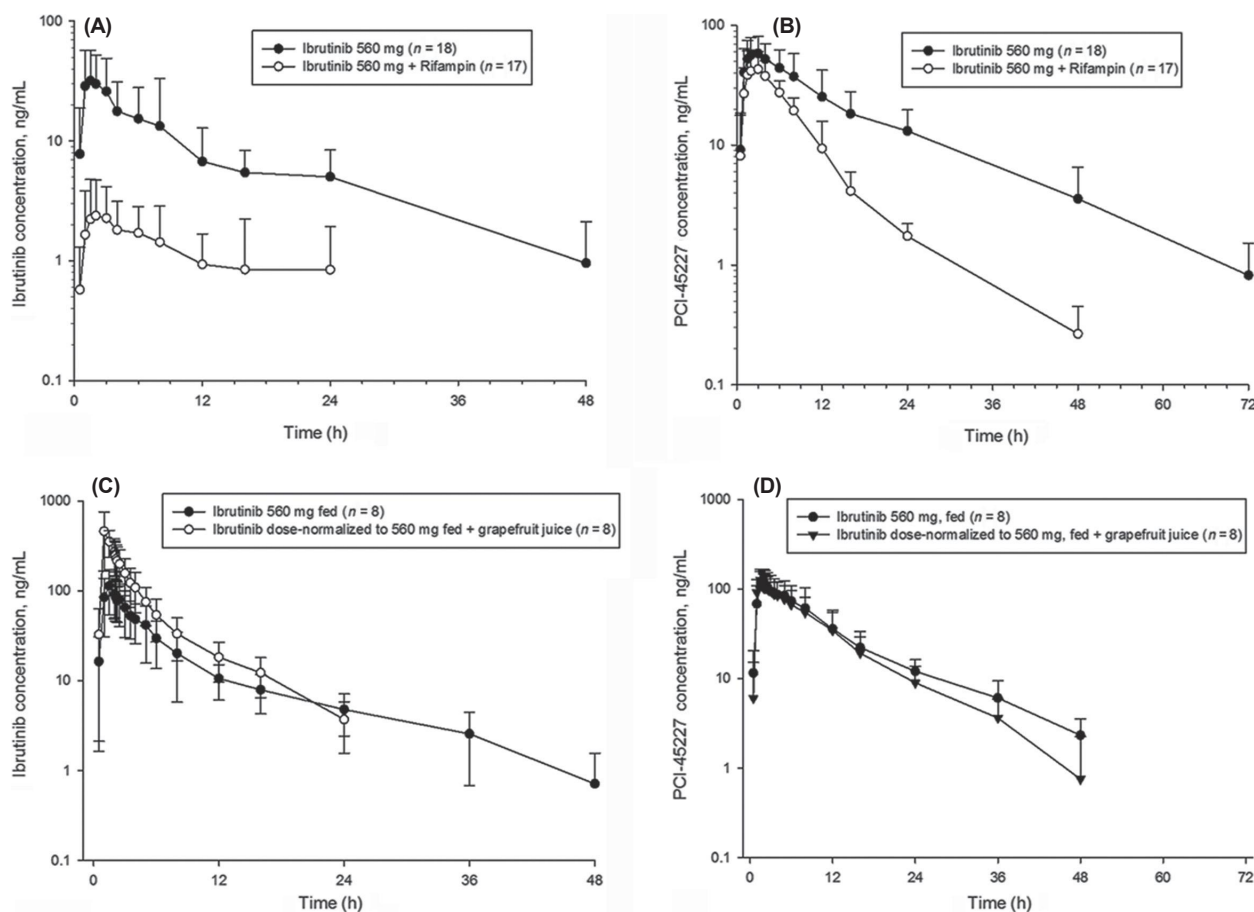 (A)
Ibrutinib 560 mg (n = 18)
Ibrutinib 560 mg + Rifampin (n = 17)
Ibrutinib concentration, ng/mL
100
10
1
0.1
0 12 24 36 48
Time (h)
(B)
Ibrutinib 560 mg (n = 18)
Ibrutinib 560 mg + Rifampin (n = 17)
PCI-45227 concentration, ng/mL
100
10
1
0.1
0 12 24 36 48 60 72
Time (h)
(C)
Ibrutinib 560 mg fed (n = 8)
Ibrutinib dose-normalized to 560 mg fed + grapefruit juice (n = 8)
Ibrutinib concentration, ng/mL
1000
100
10
1
0.1
0 12 24 36 48
Time (h)
(D)
Ibrutinib 560 mg, fed (n = 8)
Ibrutinib dose-normalized to 560 mg, fed + grapefruit juice (n = 8)
PCI-45227 concentration, ng/mL
1000
100
10
1
0.1
0 12 24 36 48 60 72
Time (h)